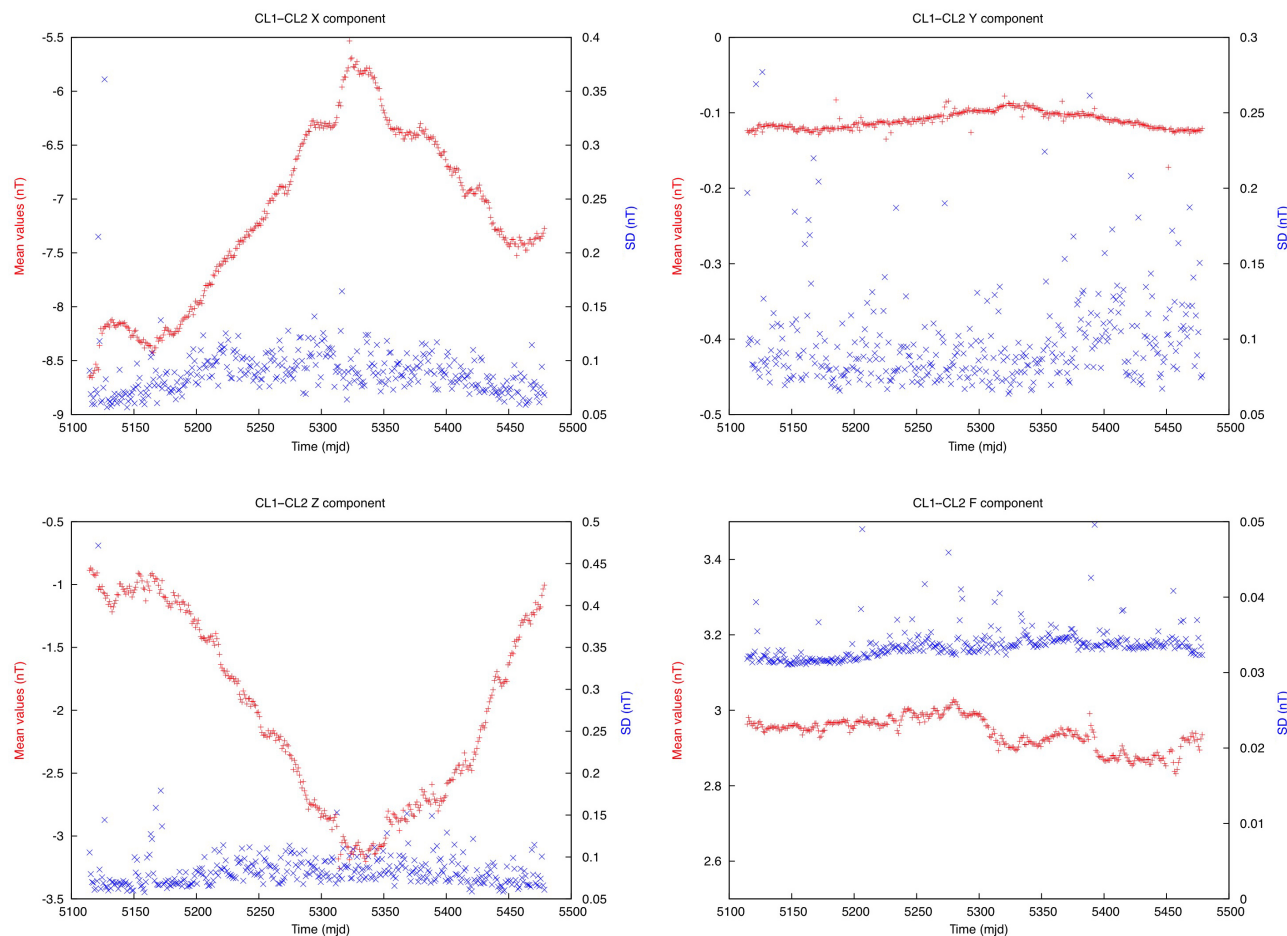 CL1–CL2 X component
-5.5
-6
-6.5
-7
-7.5
-8
-8.5
-9
Mean values (nT)
0.4
0.35
0.3
0.25
0.2
0.15
0.1
0.05
SD (nT)
5100 5150 5200 5250 5300 5350 5400 5450 5500
Time (mjd)
CL1–CL2 Y component
0
-0.1
-0.2
-0.3
-0.4
-0.5
Mean values (nT)
0.3
0.25
0.2
0.15
0.1
0.05
SD (nT)
5100 5150 5200 5250 5300 5350 5400 5450 5500
Time (mjd)
CL1–CL2 Z component
-0.5
-1
-1.5
-2
-2.5
-3
-3.5
Mean values (nT)
0.5
0.45
0.4
0.35
0.3
0.25
0.2
0.15
0.1
0.05
SD (nT)
5100 5150 5200 5250 5300 5350 5400 5450 5500
Time (mjd)
CL1–CL2 F component
3.4
3.2
3
2.8
2.6
Mean values (nT)
0.05
0.04
0.03
0.02
0.01
0
SD (nT)
5100 5150 5200 5250 5300 5350 5400 5450 5500
Time (mjd)